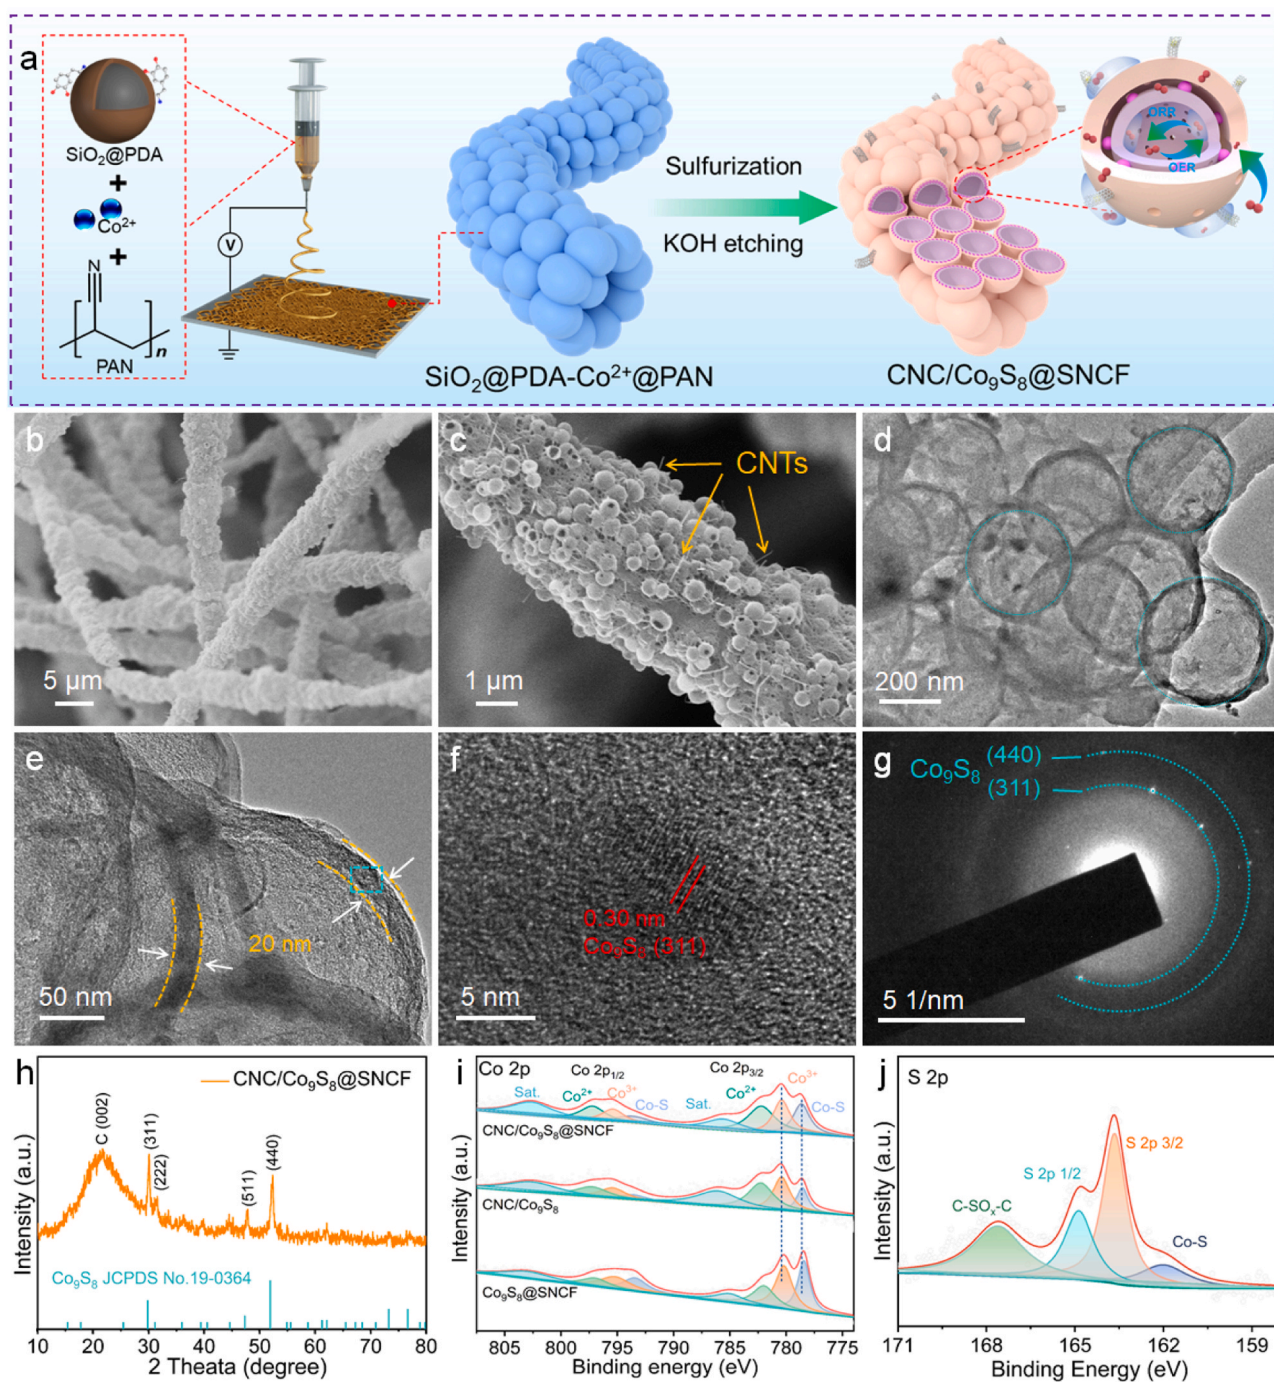 a
SiO₂@PDA
+
Co²⁺
+
N
n
PAN
V
SiO₂@PDA-Co²⁺@PAN
Sulfurization
KOH etching
CNC/Co₉S₈@SNCF
ORR
OER
b
5 μm
c
CNTs
1 μm
d
200 nm
e
20 nm
50 nm
f
0.30 nm
Co₉S₈ (311)
5 nm
g
Co₉S₈ (440)
(311)
5 1/nm
h
CNC/Co₉S₈@SNCF
C (002)
(311)
(222)
(511)
(440)
Co₉S₈ JCPDS No.19-0364
Intensity (a.u.)
10 20 30 40 50 60 70 80
2 Theata (degree)
i
Co 2p
Co 2p₁/₂
Co 2p₃/₂
Sat.
Co²⁺
Co³⁺
Co-S
Sat.
Co²⁺
Co³⁺
Co-S
CNC/Co₉S₈@SNCF
CNC/Co₉S₈
Co₉S₈@SNCF
Intensity (a.u.)
805 800 795 790 785 780 775
Binding energy (eV)
j
S 2p
S 2p 3/2
S 2p 1/2
C-SOₓ-C
Co-S
Intensity (a.u.)
171 168 165 162 159
Binding Energy (eV)